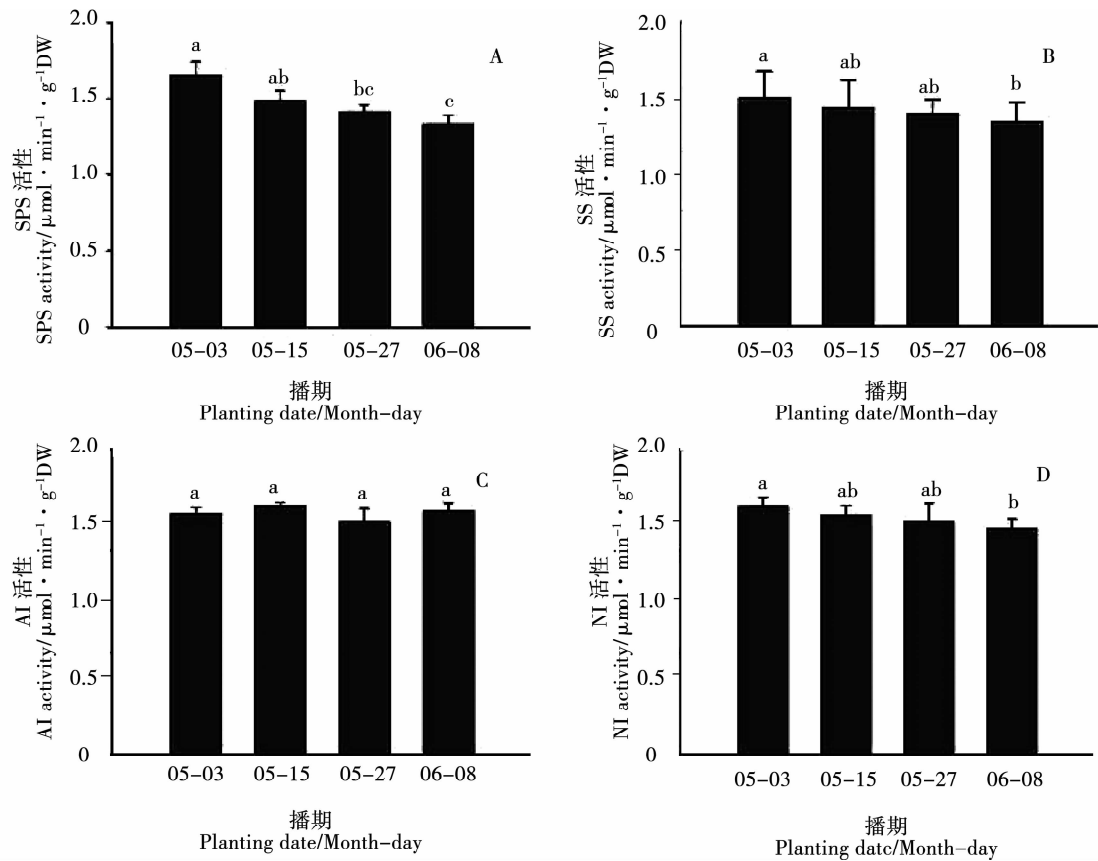 2.0
1.5
1.0
0.5
0
SPS 活性
SPS activity/μmol·min⁻¹·g⁻¹DW
A
a
ab
bc
c
05-03
05-15
05-27
06-08
播期
Planting date/Month-day
2.0
1.5
1.0
0.5
0
SS 活性
SS activity/μmol·min⁻¹·g⁻¹DW
B
a
ab
ab
b
05-03
05-15
05-27
06-08
播期
Planting date/Month-day
2.0
1.5
1.0
0.5
0
AI 活性
AI activity/μmol·min⁻¹·g⁻¹DW
C
a
a
a
a
05-03
05-15
05-27
06-08
播期
Planting date/Month-day
2.0
1.5
1.0
0.5
0
NI 活性
NI activity/μmol·min⁻¹·g⁻¹DW
D
a
ab
ab
b
05-03
05-15
05-27
06-08
播期
Planting datc/Month-day